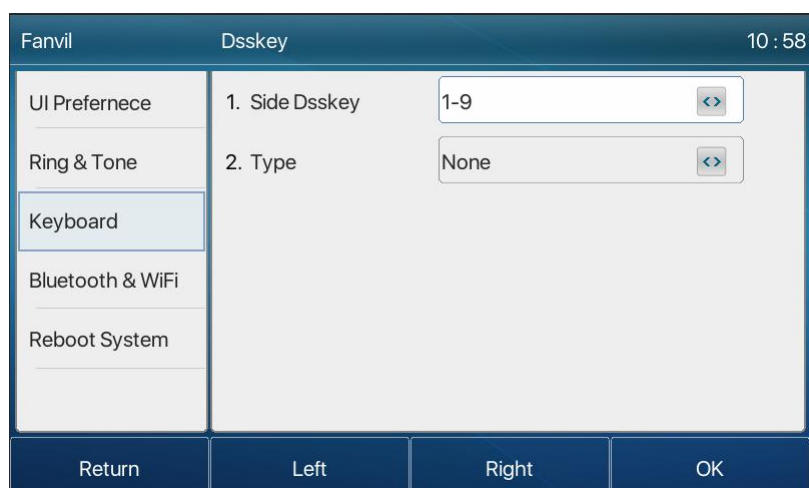 Fanvil Dsskey 10 : 58
UI Prefernece
Ring & Tone
Keyboard
Bluetooth & WiFi
Reboot System
1. Side Dsskey 1-9 <>
2. Type None <>
Return Left Right OK